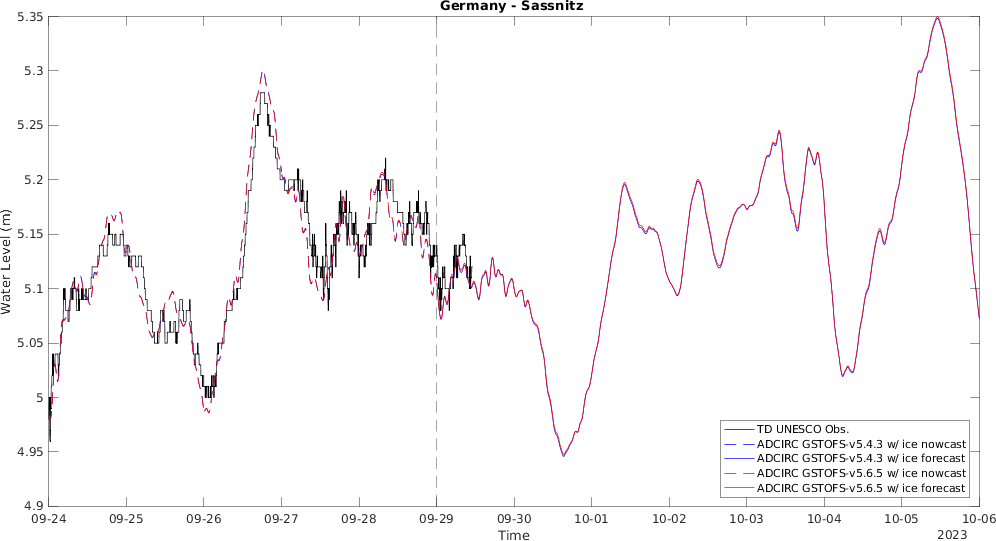 Germany - Sassnitz
5.35
5.3
5.25
5.2
5.15
5.1
5.05
5
4.95
4.9
Water Level (m)
TD UNESCO Obs.
ADCIRC GSTOFS-v5.4.3 w/ ice nowcast
ADCIRC GSTOFS-v5.4.3 w/ ice forecast
ADCIRC GSTOFS-v5.6.5 w/ ice nowcast
ADCIRC GSTOFS-v5.6.5 w/ ice forecast
09-24 09-25 09-26 09-27 09-28 09-29 09-30 10-01 10-02 10-03 10-04 10-05 10-06
Time
2023